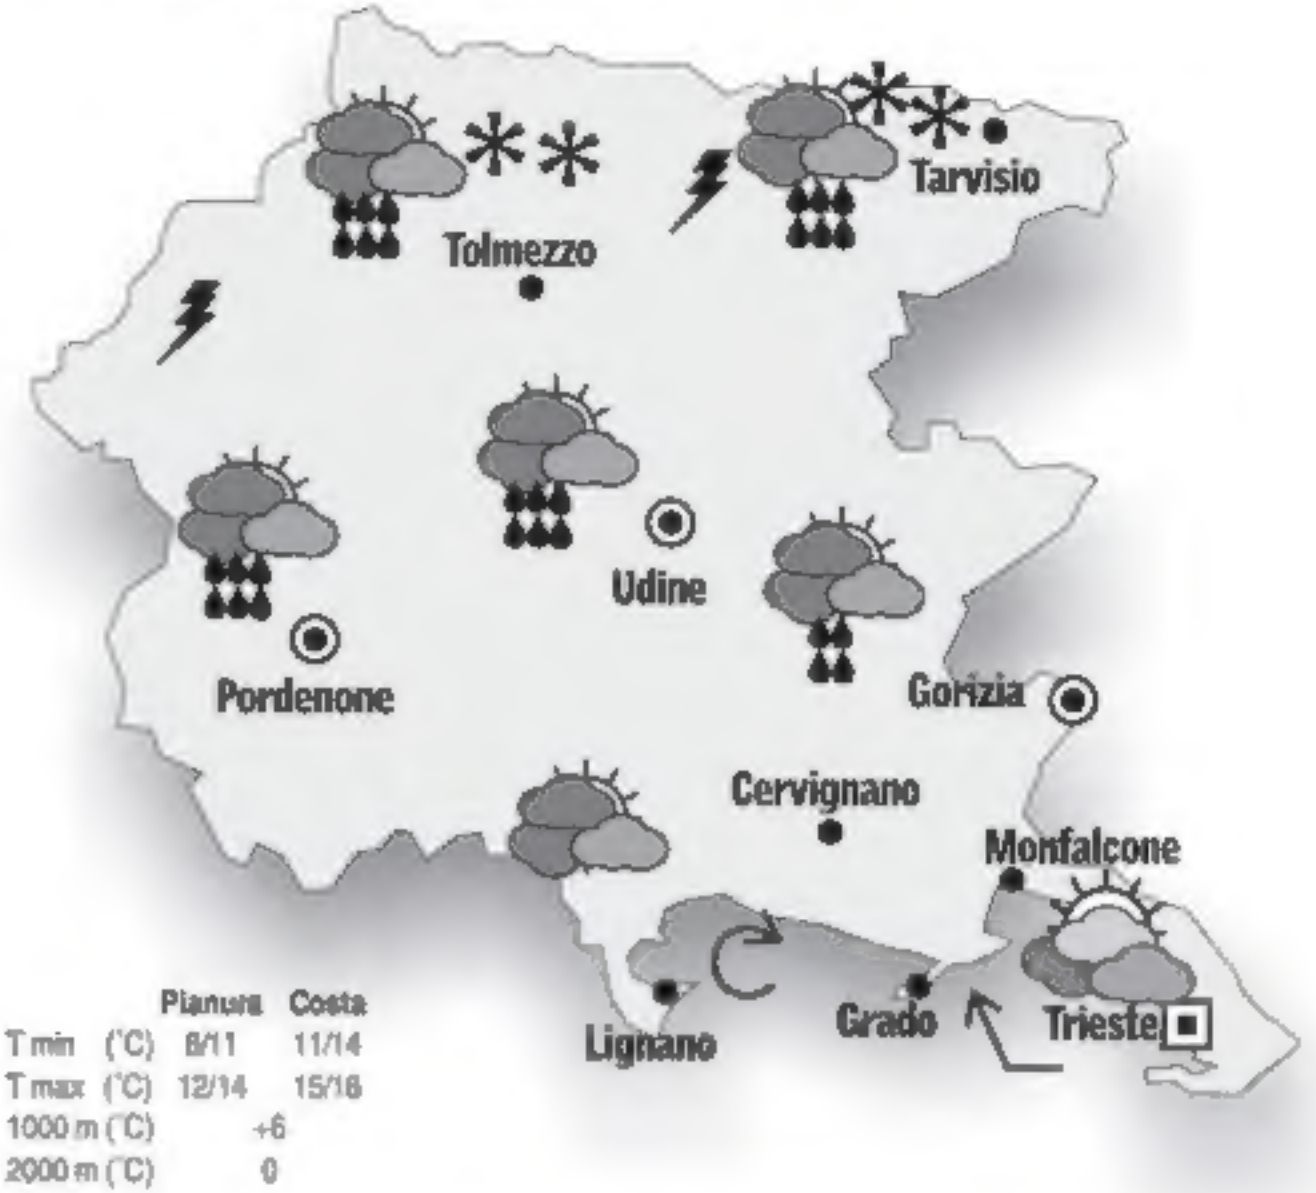 Tarvisio
Tolmezzo
Udine
Pordenone
Gorizia
Cervignano
Monfalcone
Grado
Trieste
Lignano
Pianura Costa
T min (°C) 8/11 11/14
T max (°C) 12/14 15/16
1000 m (°C) +6
2000 m (°C) 0